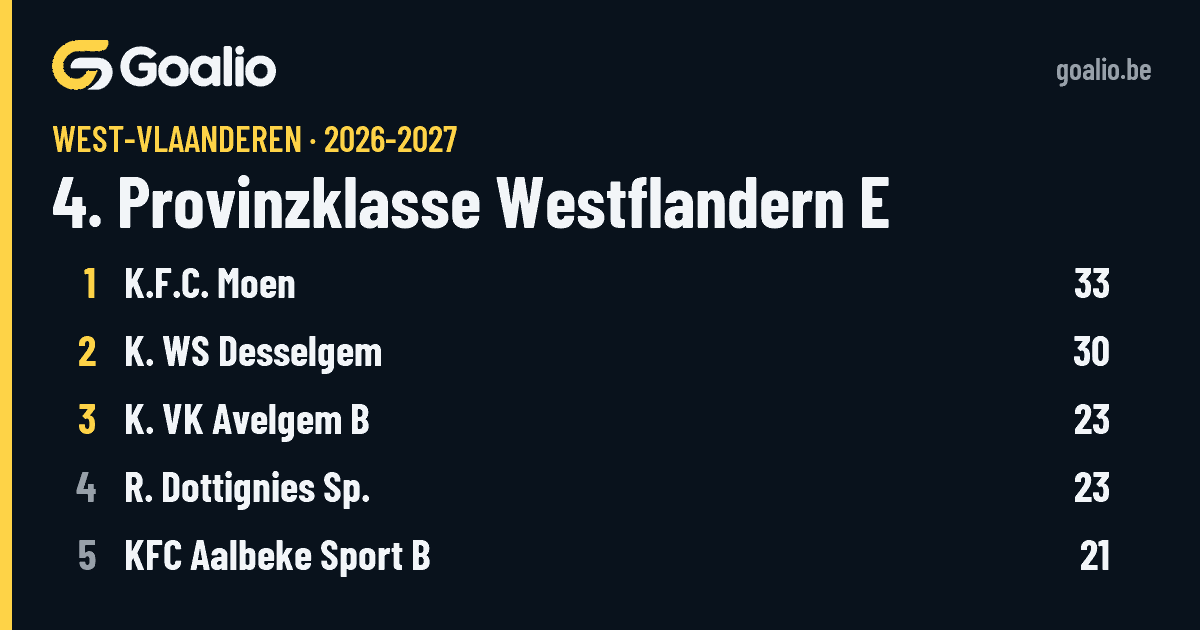 Goalio
goalio.be
WEST-VLAANDEREN · 2026-2027
4. Provinzklasse Westflandern E
1 K.F.C. Moen 33
2 K. WS Desselgem 30
3 K. VK Avelgem B 23
4 R. Dottignies Sp. 23
5 KFC Aalbeke Sport B 21